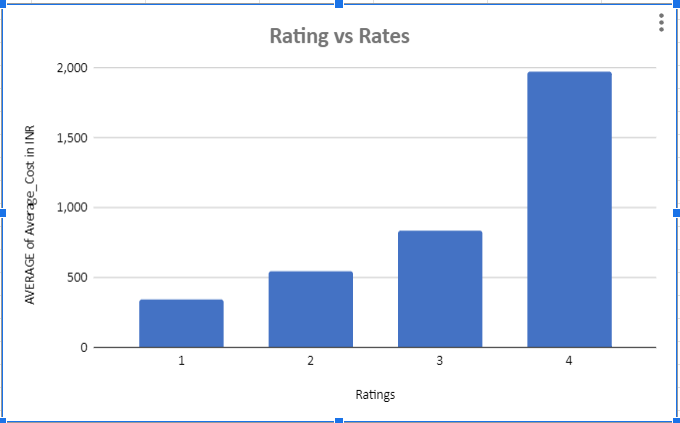 Rating vs Rates
AVERAGE of Average_Cost in INR
2,000
1,500
1,000
500
0
1 2 3 4
Ratings